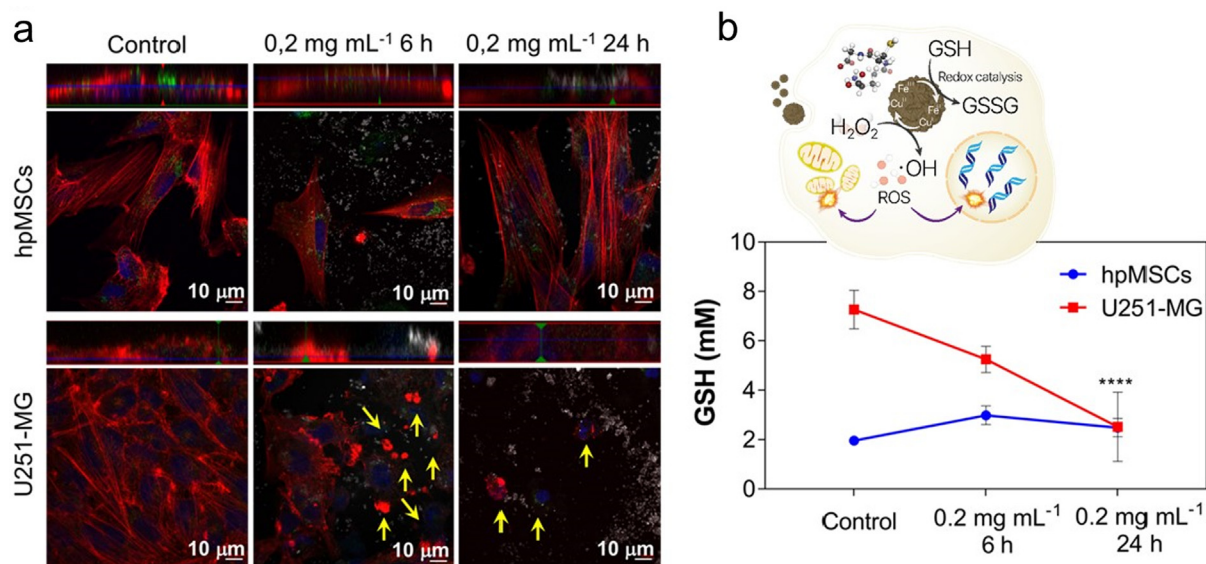 a
Control
0,2 mg mL⁻¹ 6 h
0,2 mg mL⁻¹ 24 h
hpMSCs
10 µm
10 µm
10 µm
U251-MG
10 µm
10 µm
10 µm
b
GSH
Redox catalysis
Fe
Cu
Fe
Cu
GSSG
H₂O₂
•OH
ROS
10
8
6
4
2
0
GSH (mM)
hpMSCs
U251-MG
****
Control
0.2 mg mL⁻¹
6 h
0.2 mg mL⁻¹
24 h